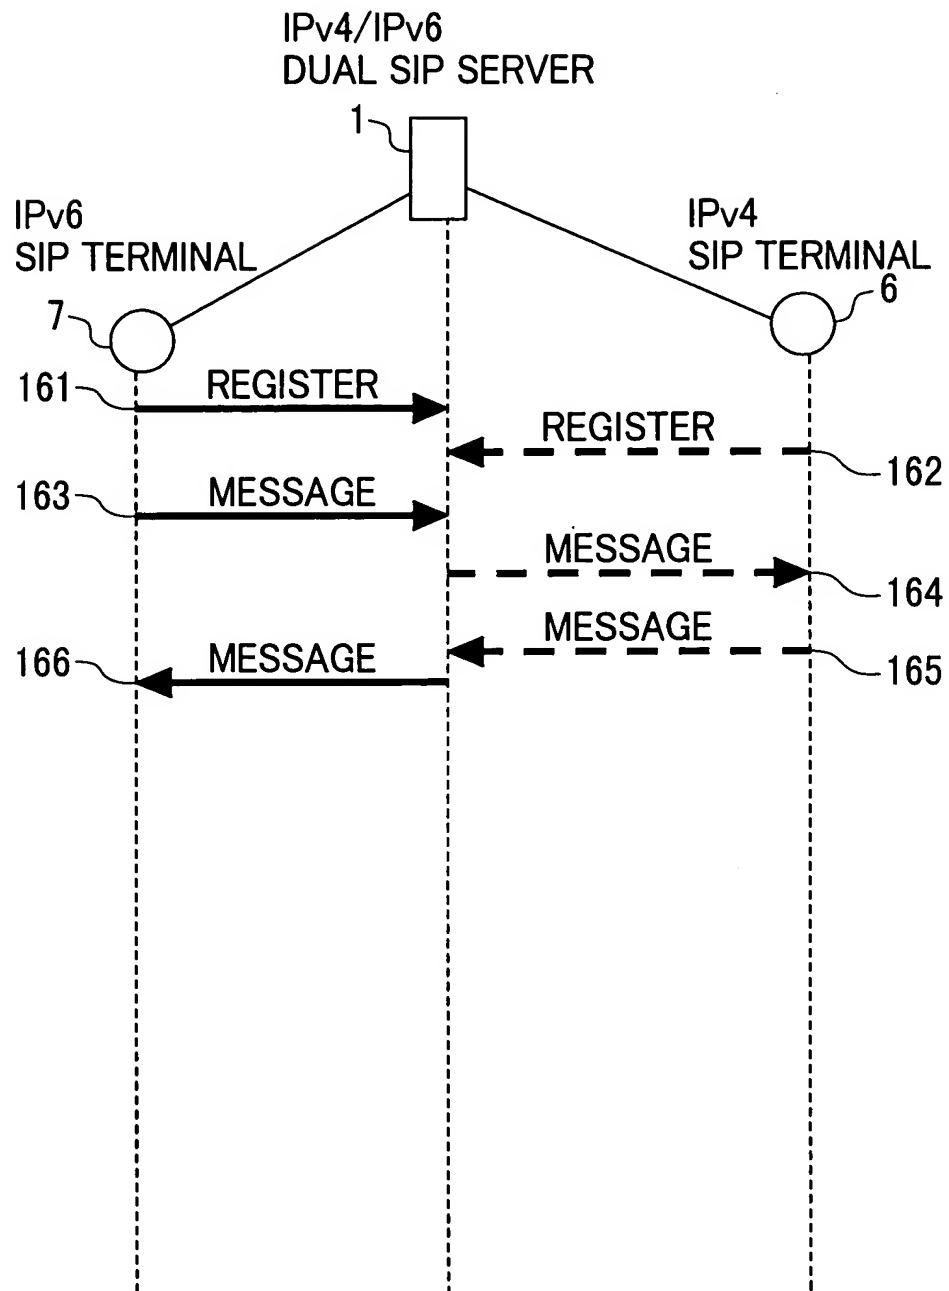 IPv4/IPv6
DUAL SIP SERVER
1
IPv6
SIP TERMINAL
IPv4
SIP TERMINAL
7
6
161
REGISTER
REGISTER
162
163
MESSAGE
MESSAGE
164
MESSAGE
165
166
MESSAGE